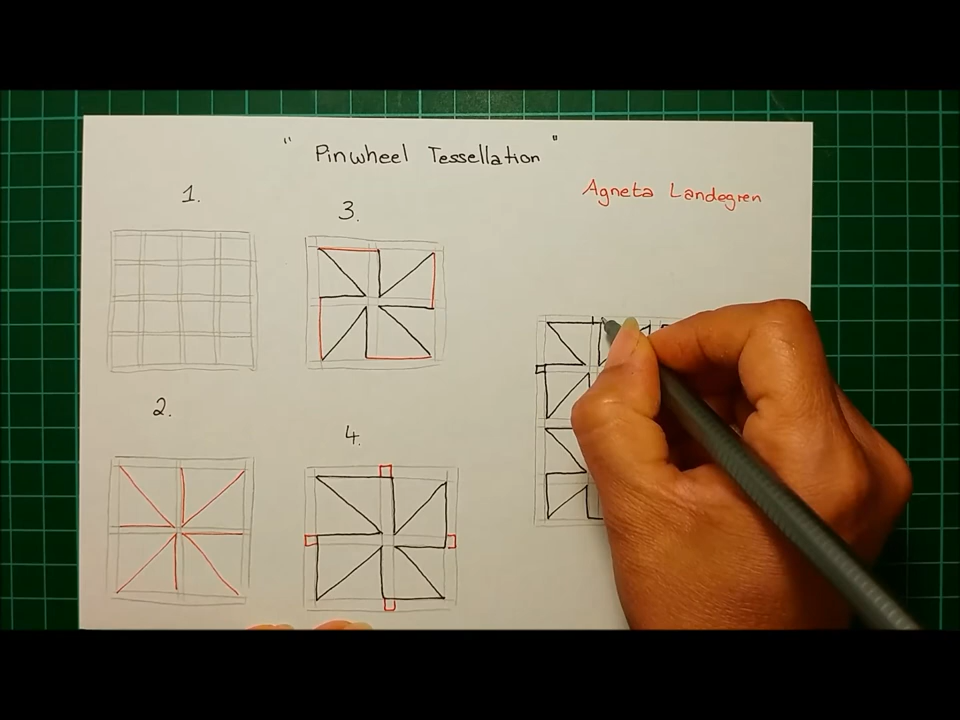 " Pinwheel Tessellation "
Agneta Landegren
1.
3.
2.
4.